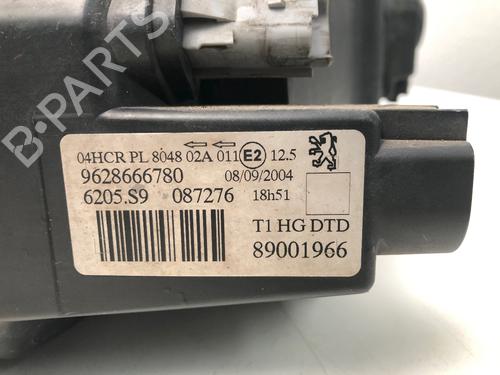 04HCR PL 8048 02A 011 E2 12.5
9628666780 08/09/2004
6205.S9 087276 18h51
T1 HG DTD
89001966
B-PARTS